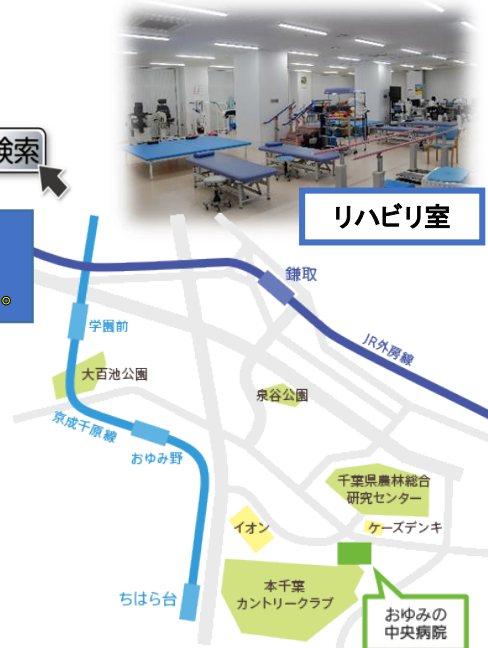 検索
リハビリ室
鎌取
学園前
JR外房線
大百池公園
泉谷公園
京成千原線
おゆみ野
千葉県農林総合
研究センター
イオン
ケーズデンキ
ちはら台
本千葉
カントリークラブ
おゆみの
中央病院